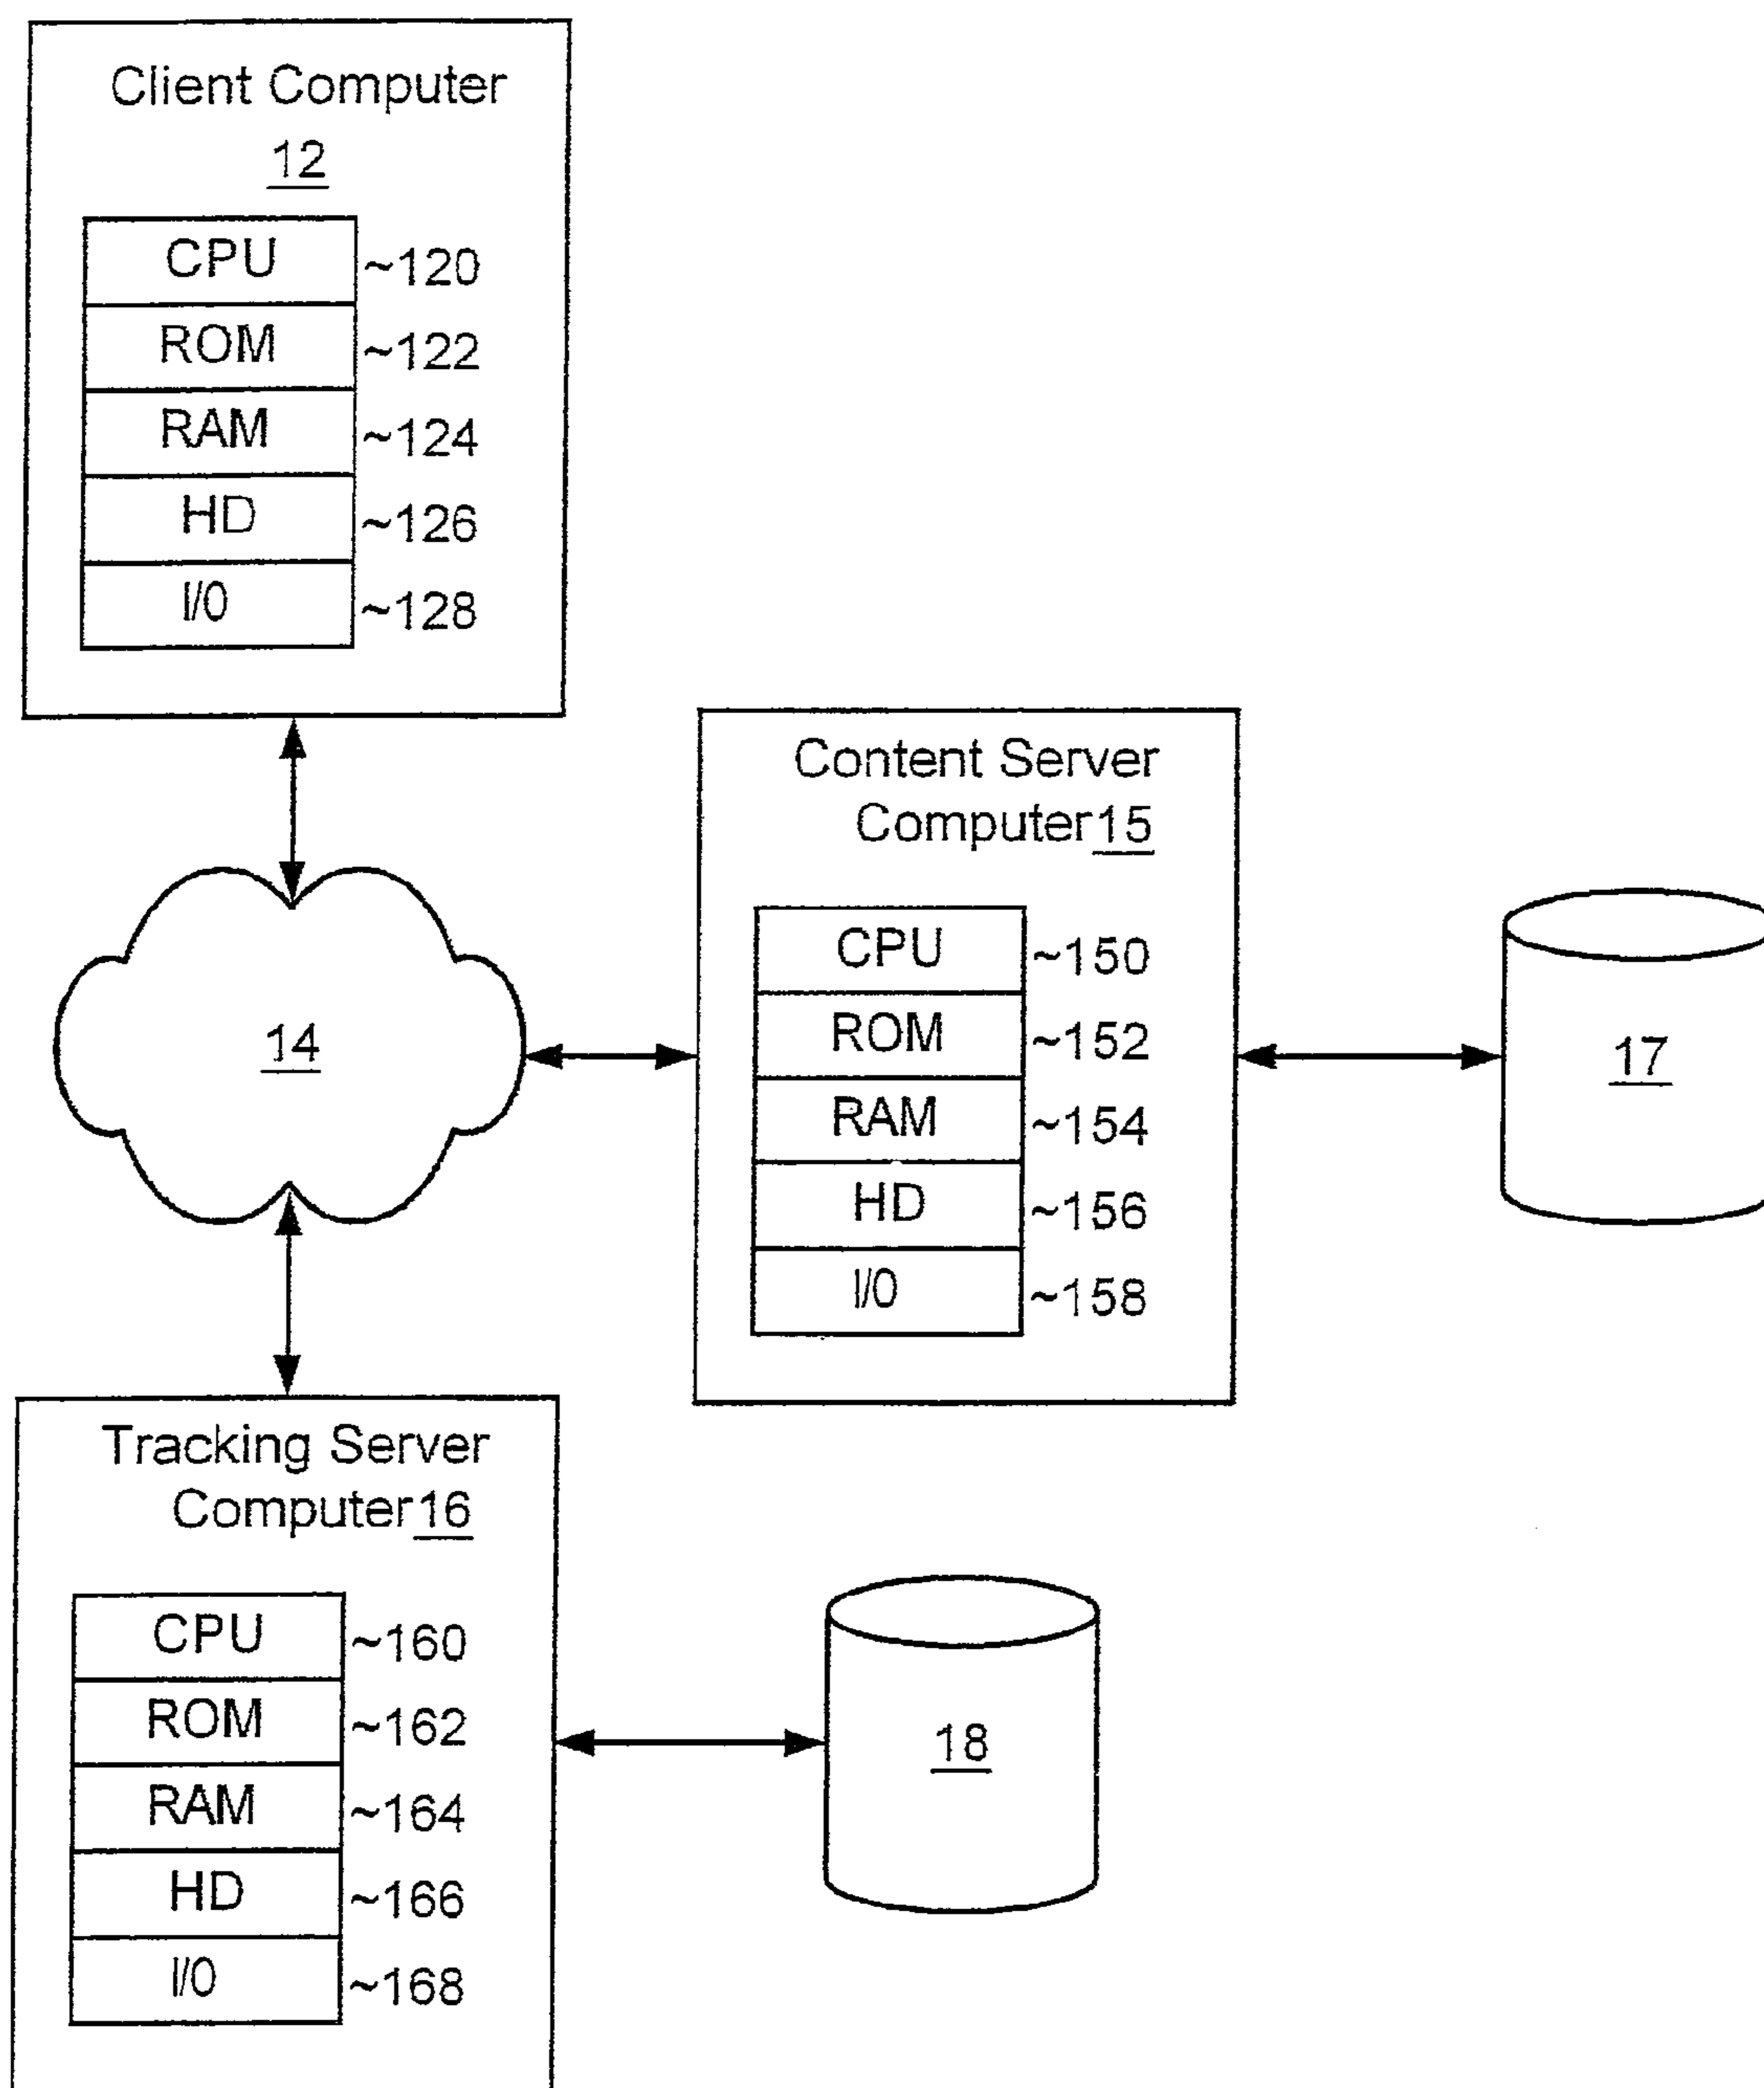 Client Computer
12
CPU ~120
ROM ~122
RAM ~124
HD ~126
I/0 ~128
Content Server
Computer 15
CPU ~150
ROM ~152
RAM ~154
HD ~156
I/0 ~158
14
17
Tracking Server
Computer 16
CPU ~160
ROM ~162
RAM ~164
HD ~166
I/0 ~168
18